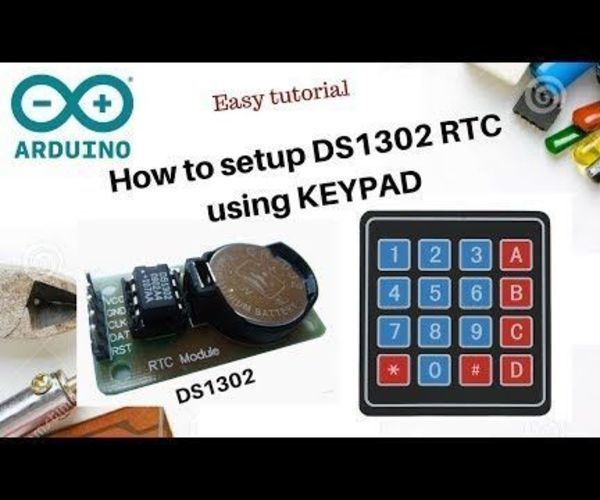 Easy tutorial
ARDUINO
How to setup DS1302 RTC
using KEYPAD
VCC
GND
CLK
DAT
RST
DS1302
RTC Module
DS1302
1 2 3 A
4 5 6 B
7 8 9 C
* 0 # D